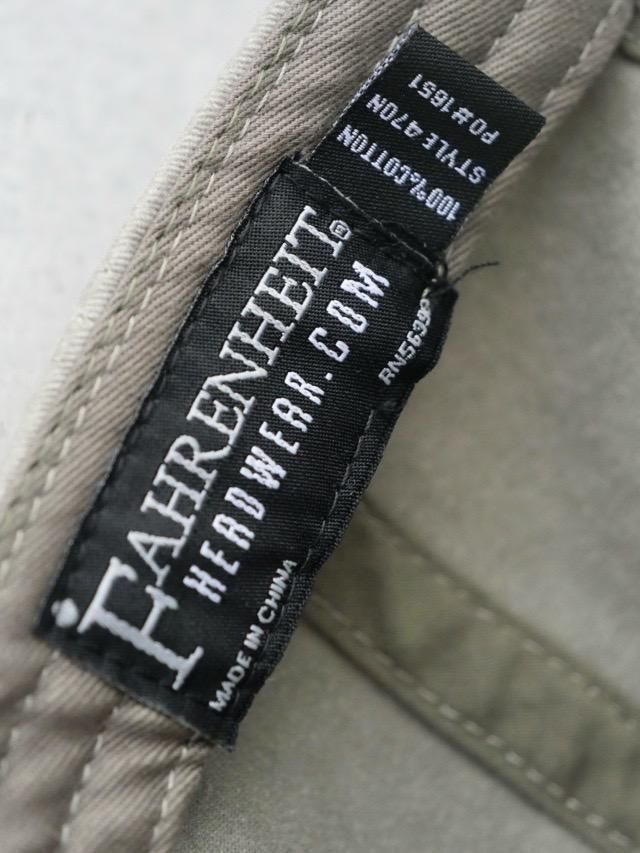 FAHRENHEIT®
HEADWEAR.COM
MADE IN CHINA
100%COTTON
STYLE 470N
PO#1651